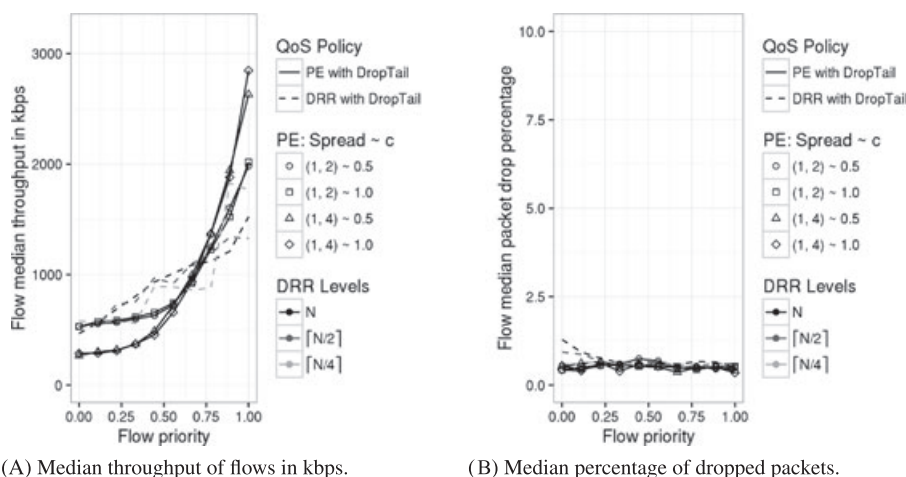 Flow median throughput in kbps
3000
2000
1000
0
0.00 0.25 0.50 0.75 1.00
Flow priority
QoS Policy
PE with DropTail
DRR with DropTail
PE: Spread ~ c
(1, 2) ~ 0.5
(1, 2) ~ 1.0
(1, 4) ~ 0.5
(1, 4) ~ 1.0
DRR Levels
N
⌈N/2⌉
⌈N/4⌉
(A) Median throughput of flows in kbps.
Flow median packet drop percentage
10.0
7.5
5.0
2.5
0.0
0.00 0.25 0.50 0.75 1.00
Flow priority
QoS Policy
PE with DropTail
DRR with DropTail
PE: Spread ~ c
(1, 2) ~ 0.5
(1, 2) ~ 1.0
(1, 4) ~ 0.5
(1, 4) ~ 1.0
DRR Levels
N
⌈N/2⌉
⌈N/4⌉
(B) Median percentage of dropped packets.